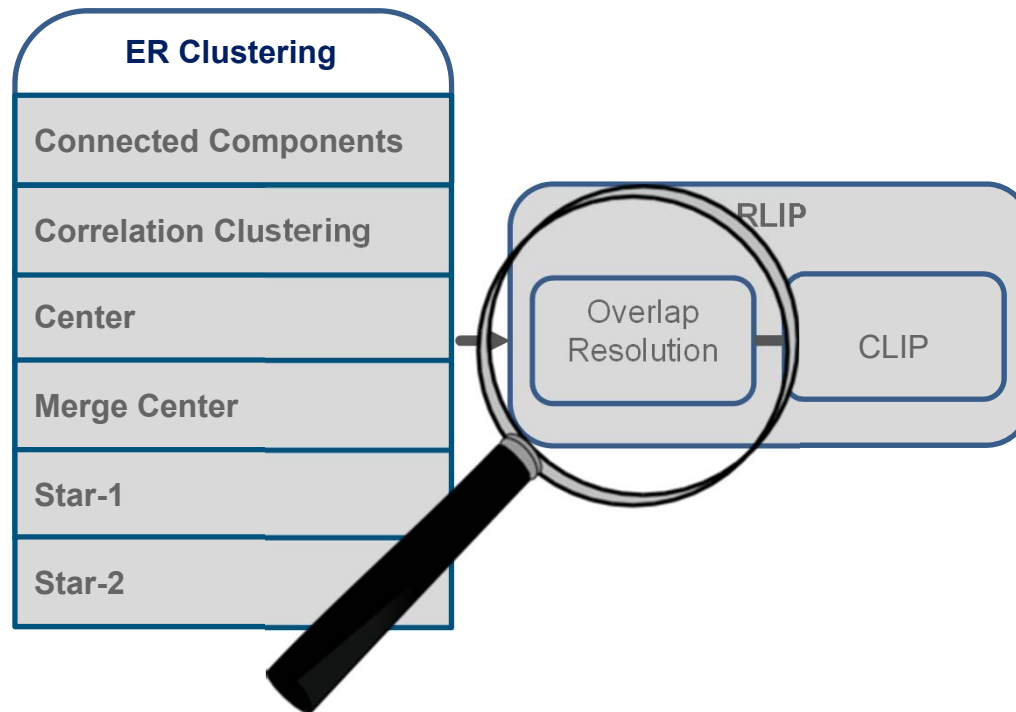 ER Clustering
Connected Components
Correlation Clustering
Center
Merge Center
Star-1
Star-2
RLIP
Overlap
Resolution
CLIP